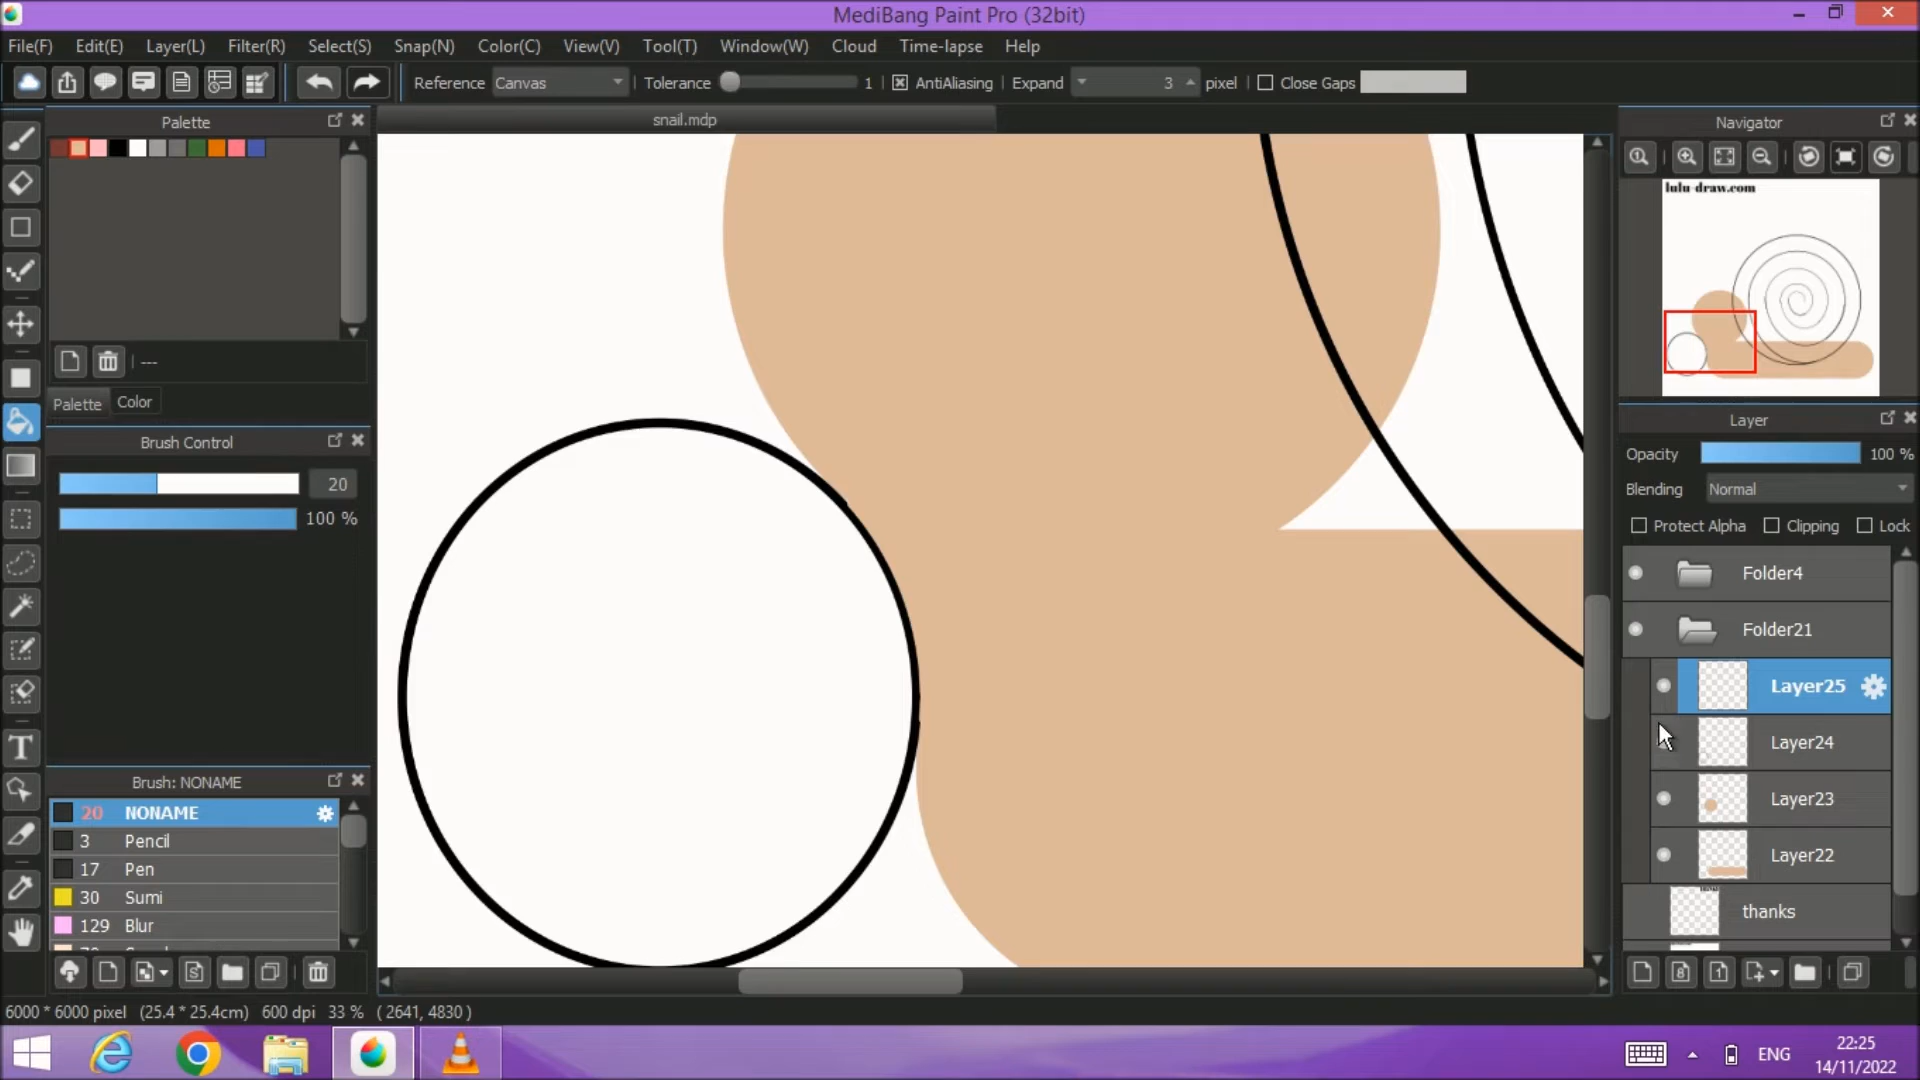 MediBang Paint Pro (32bit)
File(F) Edit(E) Layer(L) Filter(R) Select(S) Snap(N) Color(C) View(V) Tool(T) Window(W) Cloud Time-lapse Help
Reference Canvas Tolerance 1 AntiAliasing Expand 3 pixel Close Gaps
Palette
snail.mdp
Navigator
lulu-draw.com
---
Palette Color
Layer
Brush Control
Opacity 100 %
20
Blending Normal
100 %
Protect Alpha Clipping Lock
Folder4
Folder21
Layer25
Layer24
Brush: NONAME
Layer23
20 NONAME
3 Pencil
Layer22
17 Pen
30 Sumi
thanks
129 Blur
6000 * 6000 pixel (25.4 * 25.4cm) 600 dpi 33 % ( 2641, 4830 )
22:25
ENG
14/11/2022